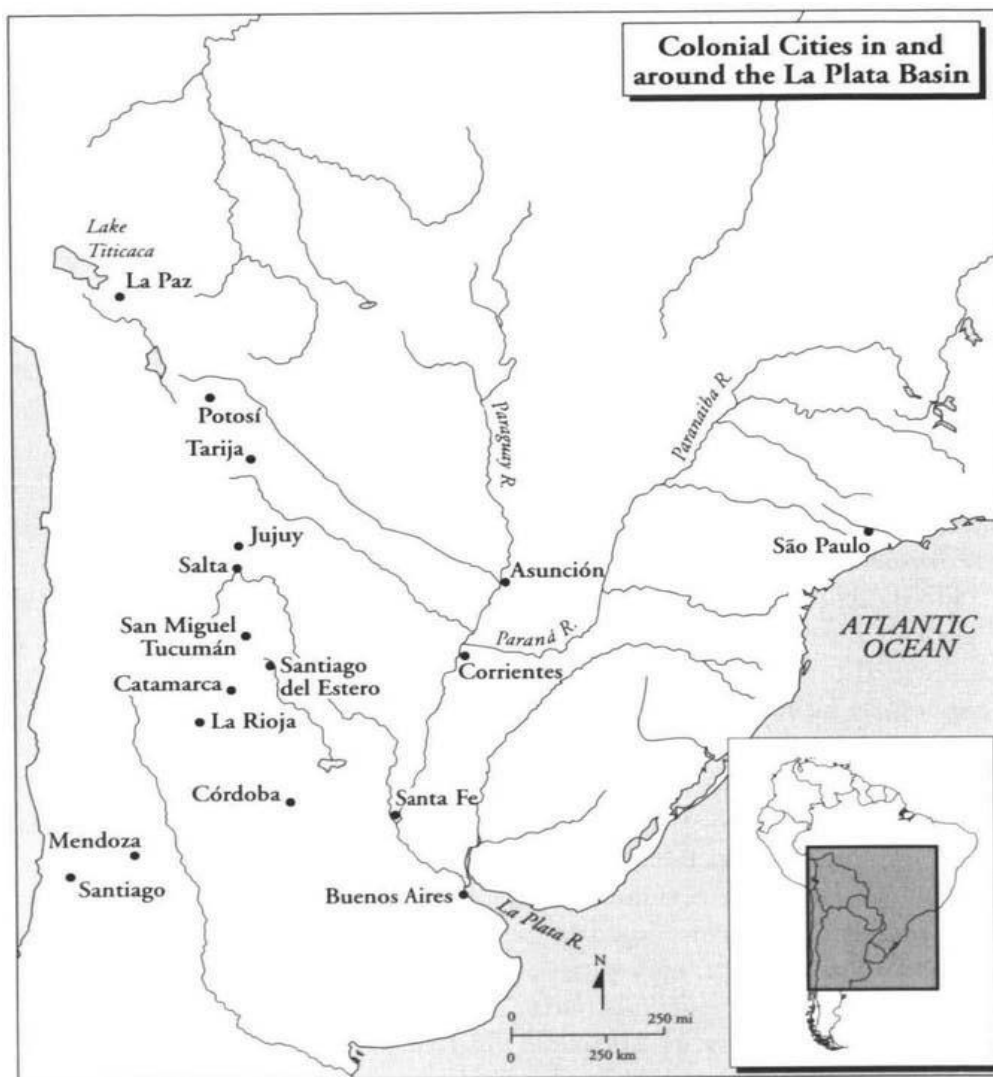 Colonial Cities in and
around the La Plata Basin
Lake
Titicaca
La Paz
Potosí
Tarija
Paraguay R.
Paranaiba R.
Jujuy
Salta
São Paulo
Asunción
San Miguel
Tucumán
Paranà R.
ATLANTIC
OCEAN
Santiago
del Estero
Corrientes
Catamarca
La Rioja
Córdoba
Santa Fe
Mendoza
Santiago
Buenos Aires
La Plata R.
N
0
250 mi
0
250 km